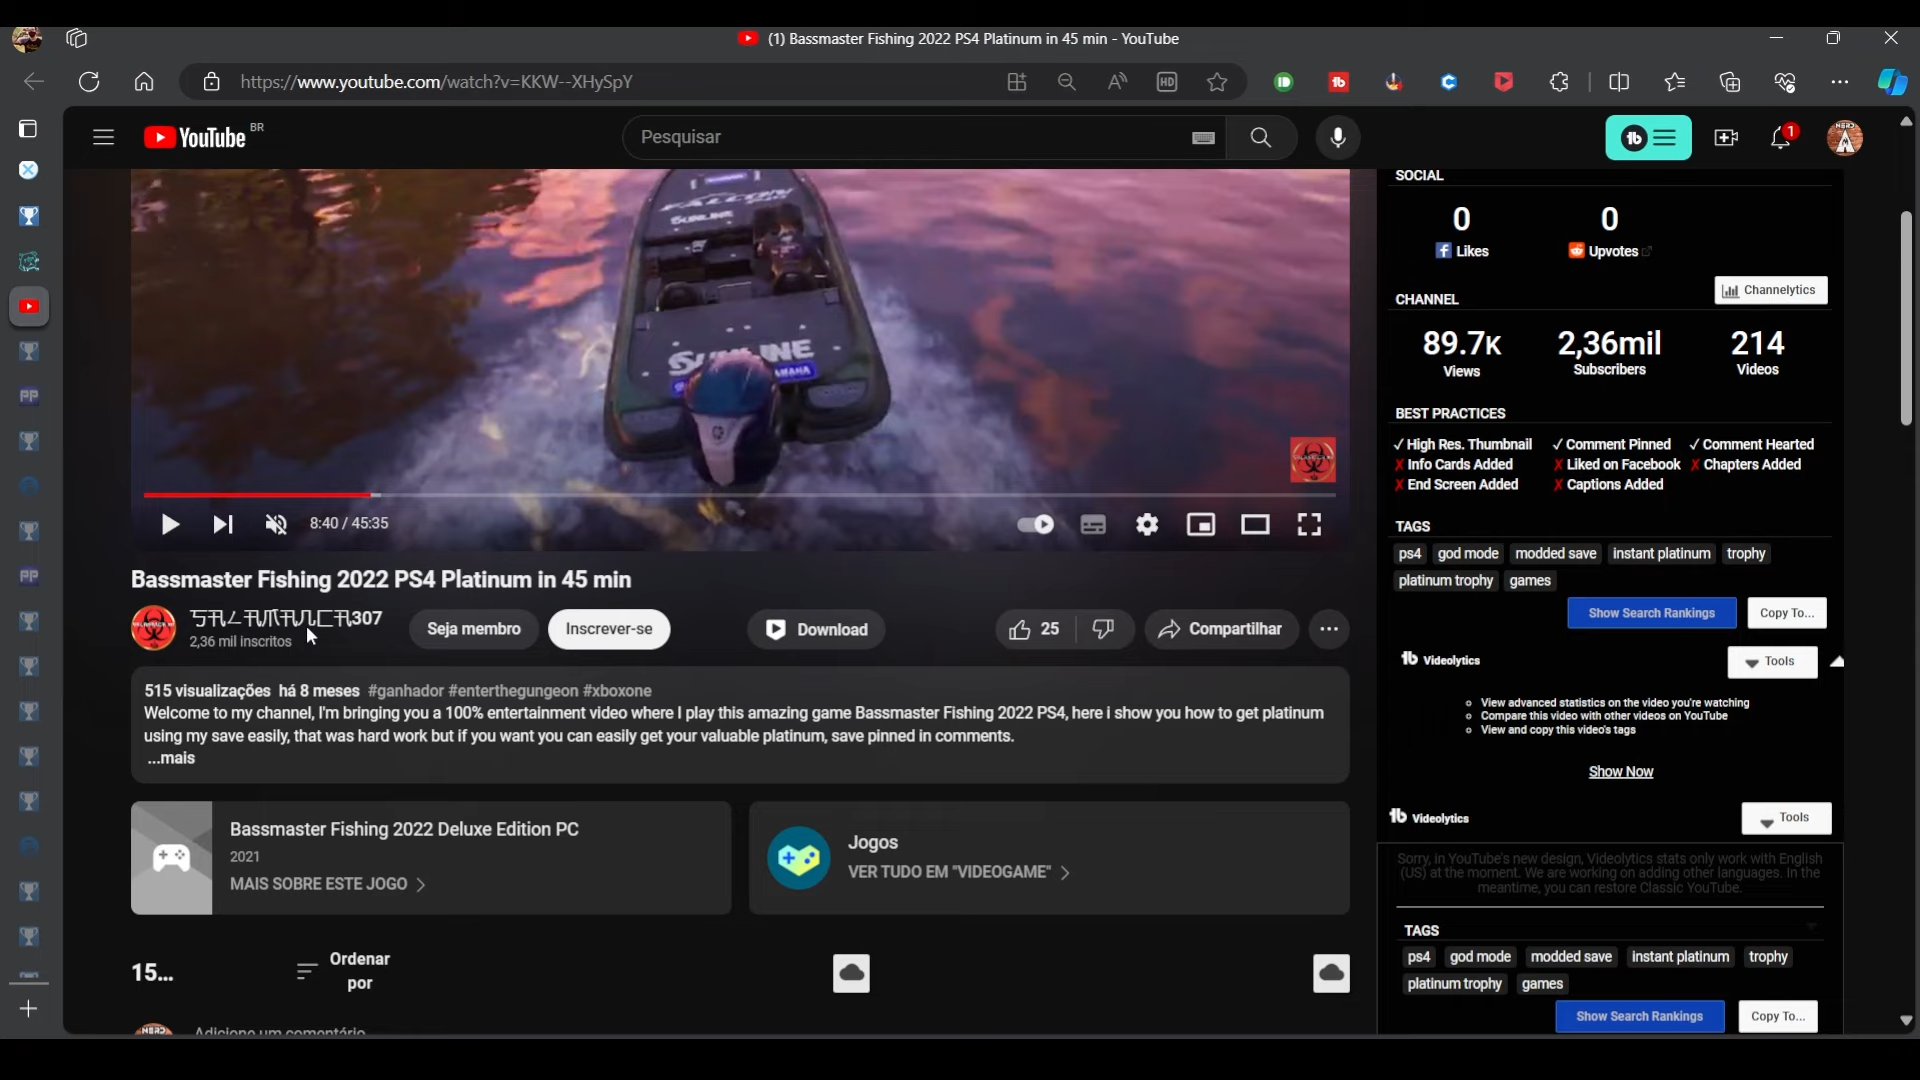 (1) Bassmaster Fishing 2022 PS4 Platinum in 45 min - YouTube
https://www.youtube.com/watch?v=KKW--XHySpY
YouTube BR
Pesquisar
1
SUNLINE
YAMAHA
8:40 / 45:35
Bassmaster Fishing 2022 PS4 Platinum in 45 min
2,36 mil inscritos
Seja membro
Inscrever-se
Download
25
Compartilhar
515 visualizações há 8 meses #ganhador #enterthegungeon #xboxone
Welcome to my channel, I'm bringing you a 100% entertainment video where I play this amazing game Bassmaster Fishing 2022 PS4, here i show you how to get platinum
using my save easily, that was hard work but if you want you can easily get your valuable platinum, save pinned in comments.
...mais
Bassmaster Fishing 2022 Deluxe Edition PC
2021
MAIS SOBRE ESTE JOGO
Jogos
VER TUDO EM "VIDEOGAME"
15...
Ordenar
por
Adicione um comentário
SOCIAL
0 0
Likes Upvotes
Channelytics
CHANNEL
89.7K 2,36mil 214
Views Subscribers Videos
BEST PRACTICES
✓ High Res. Thumbnail ✓ Comment Pinned ✓ Comment Hearted
✗ Info Cards Added ✗ Liked on Facebook ✗ Chapters Added
✗ End Screen Added ✗ Captions Added
TAGS
ps4 god mode modded save instant platinum trophy
platinum trophy games
Show Search Rankings Copy To...
tb Videolytics Tools
View advanced statistics on the video you're watching
Compare this video with other videos on YouTube
View and copy this video's tags
Show Now
tb Videolytics Tools
Sorry, in YouTube's new design, Videolytics stats only work with English
(US) at the moment. We are working on adding other languages. In the
meantime, you can restore Classic YouTube.
TAGS
ps4 god mode modded save instant platinum trophy
platinum trophy games
Show Search Rankings Copy To...